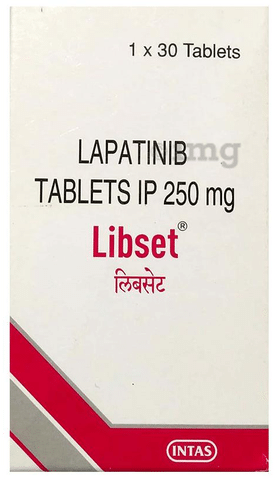 1 x 30 Tablets
LAPATINIB
TABLETS IP 250 mg
Libset®
लिबसेट
INTAS